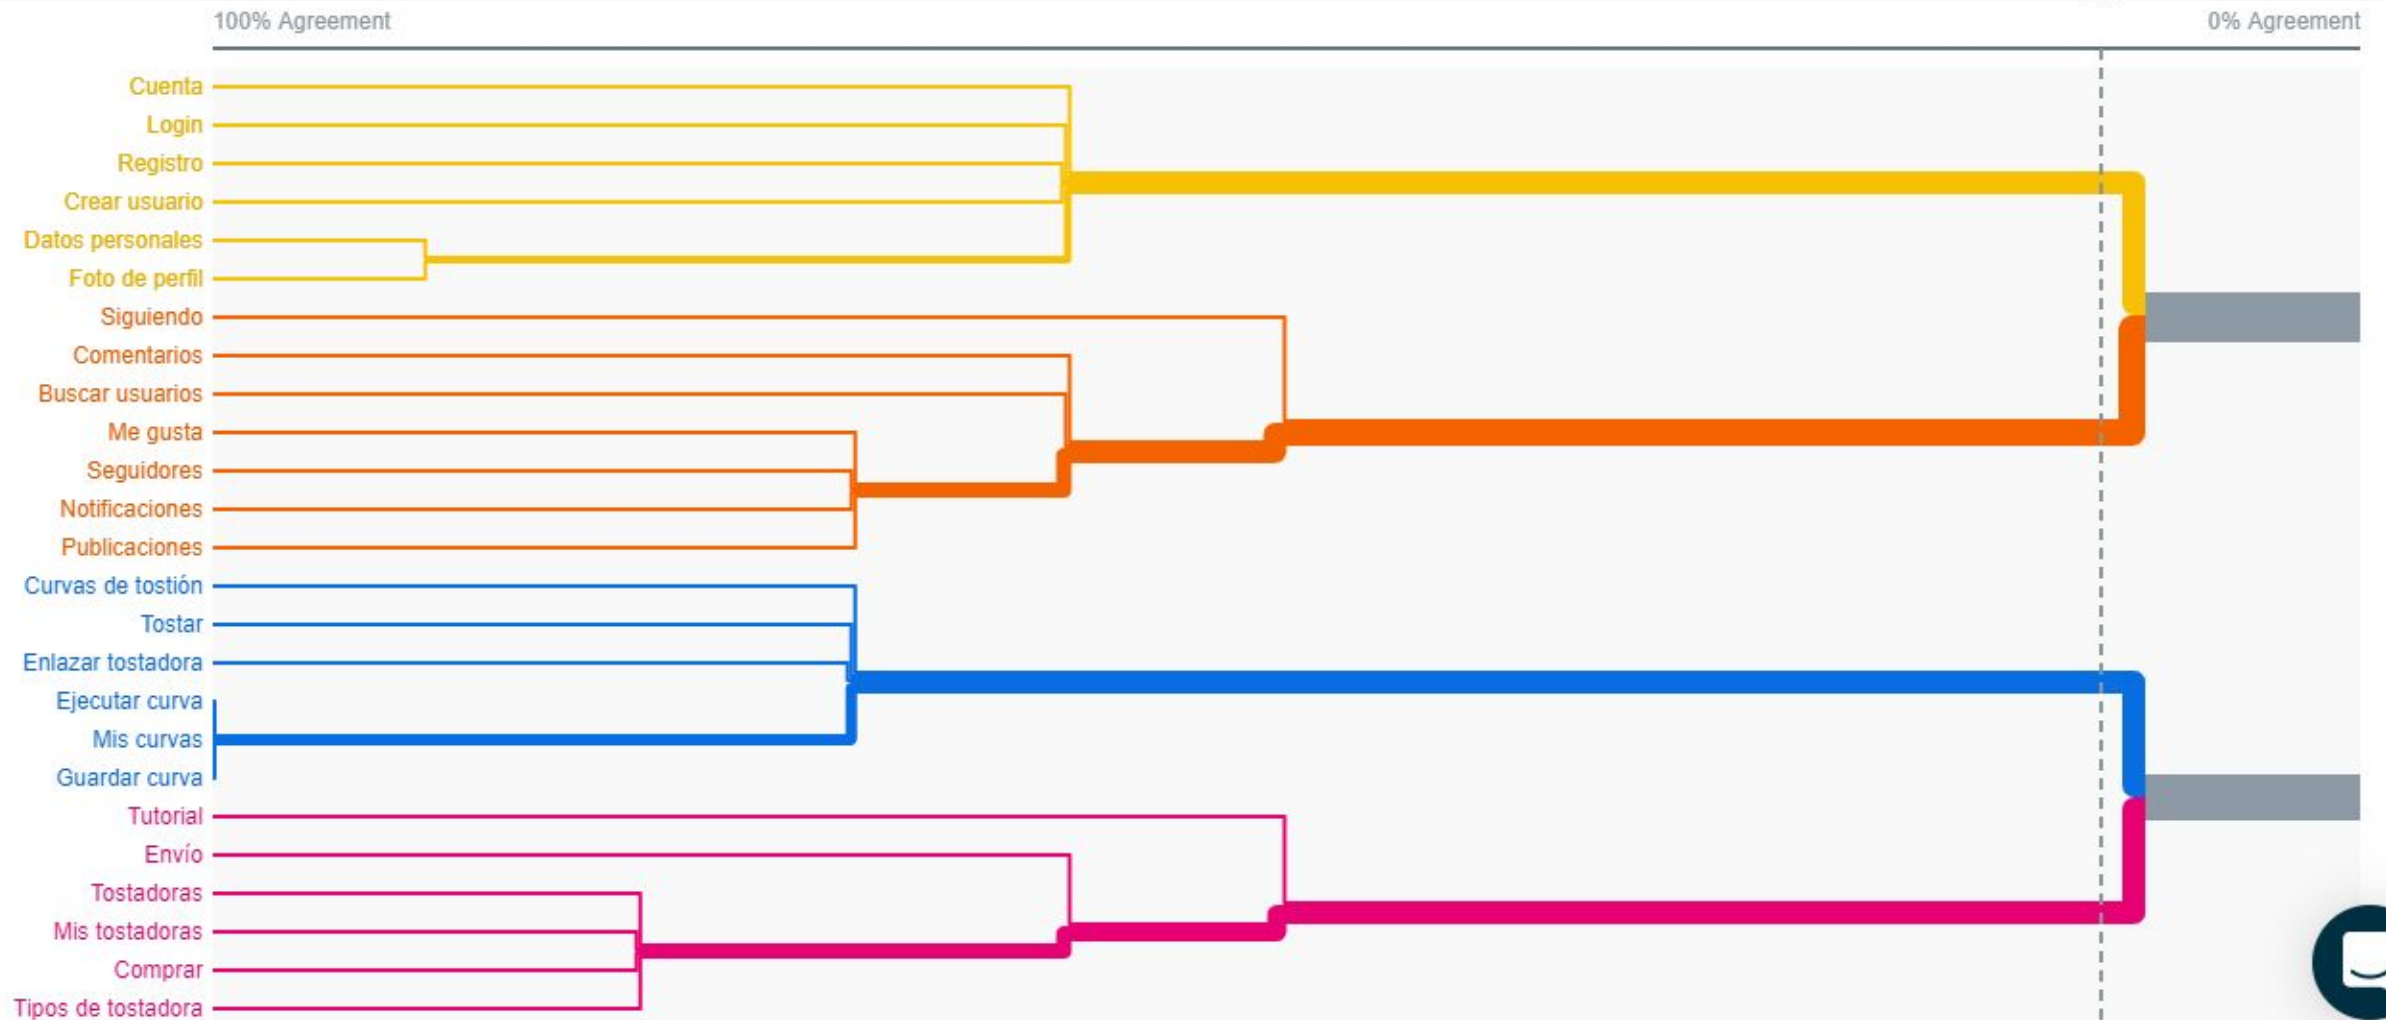 100% Agreement
0% Agreement
Cuenta
Login
Registro
Crear usuario
Datos personales
Foto de perfil
Siguiendo
Comentarios
Buscar usuarios
Me gusta
Seguidores
Notificaciones
Publicaciones
Curvas de tostión
Tostar
Enlazar tostadora
Ejecutar curva
Mis curvas
Guardar curva
Tutorial
Envío
Tostadoras
Mis tostadoras
Comprar
Tipos de tostadora